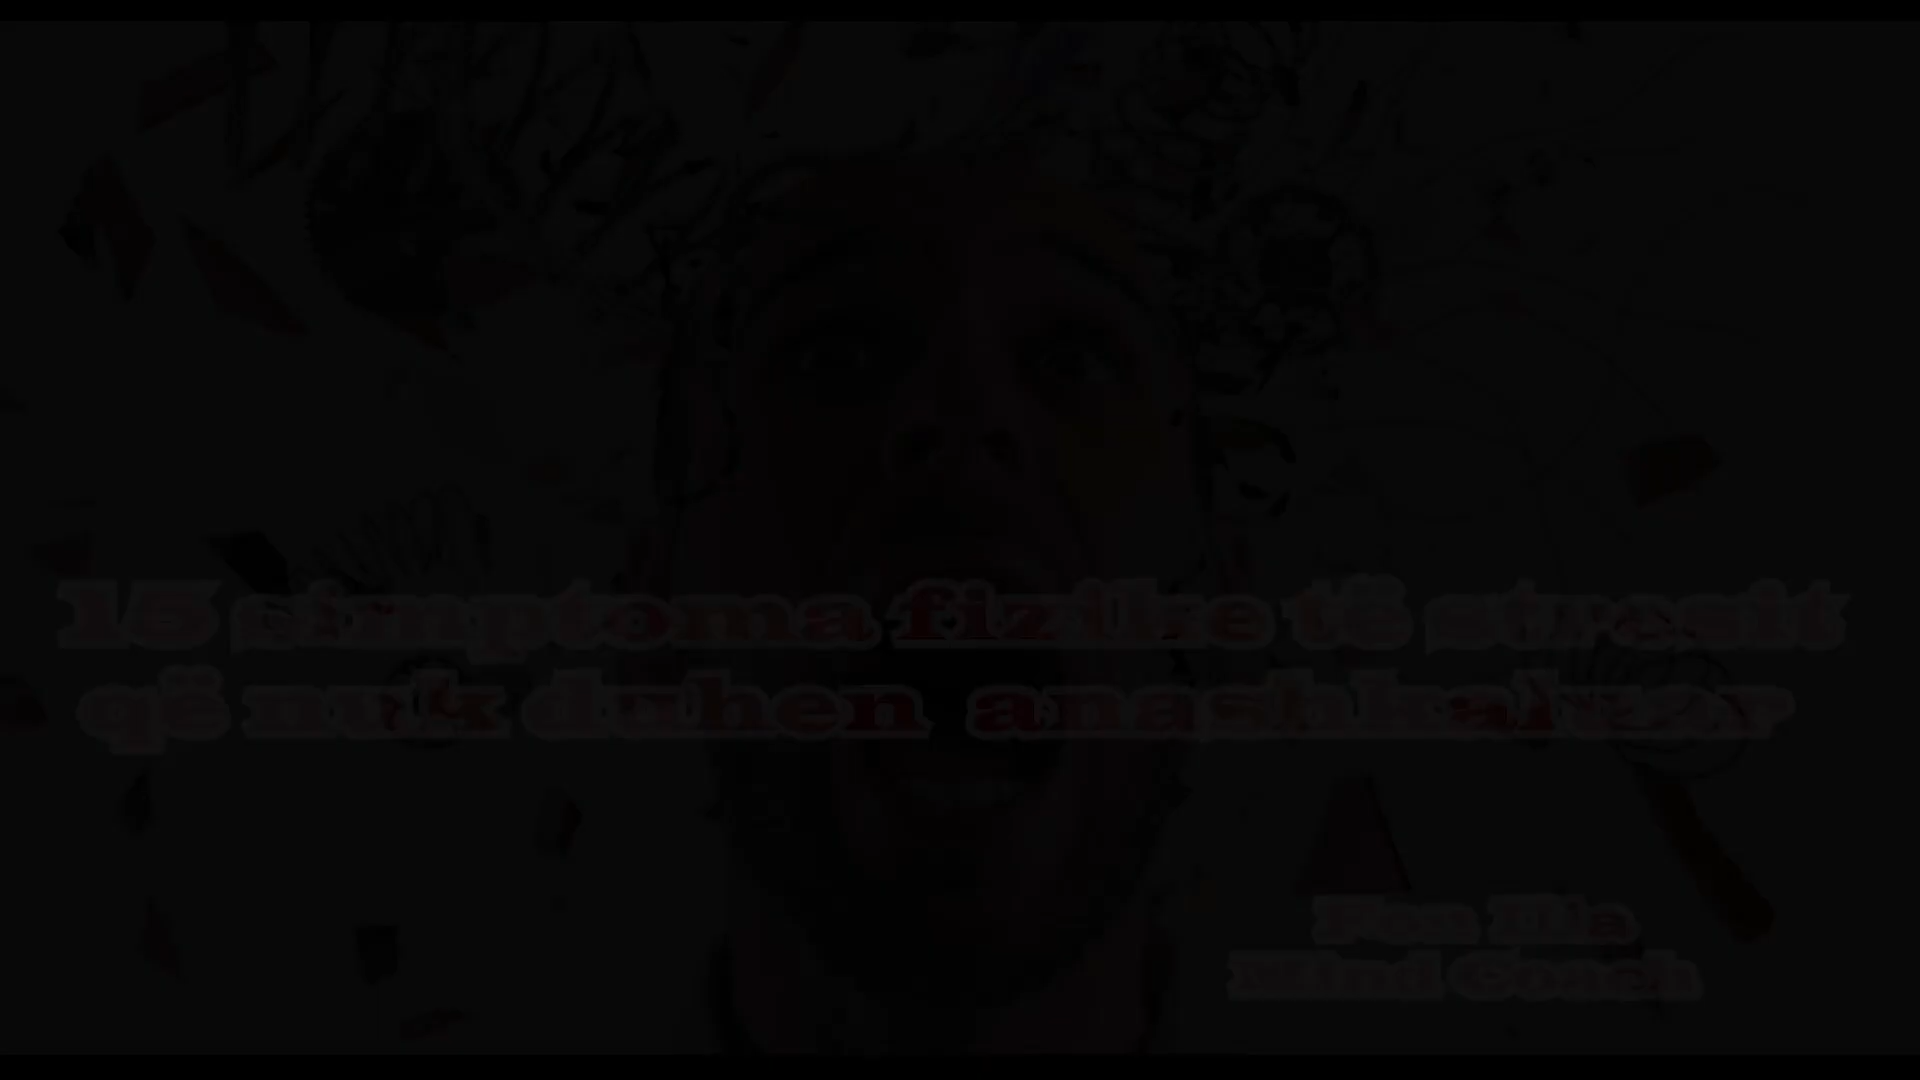 15 simptoma fizike të stresit
që nuk duhen anashkaluar
Mind Coach